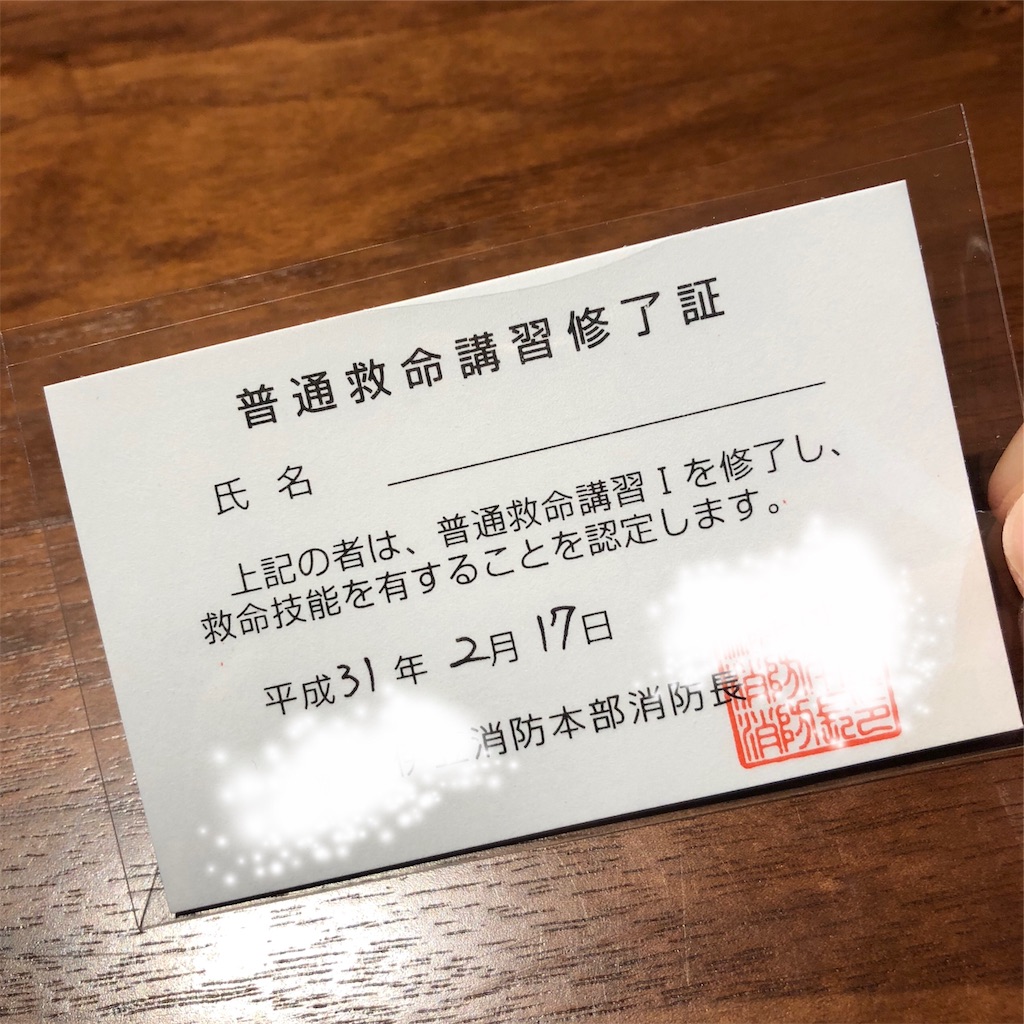 普通救命講習修了証
氏名
上記の者は、普通救命講習Ⅰを修了し、
救命技能を有することを認定します。
平成31年2月17日
消防本部消防長